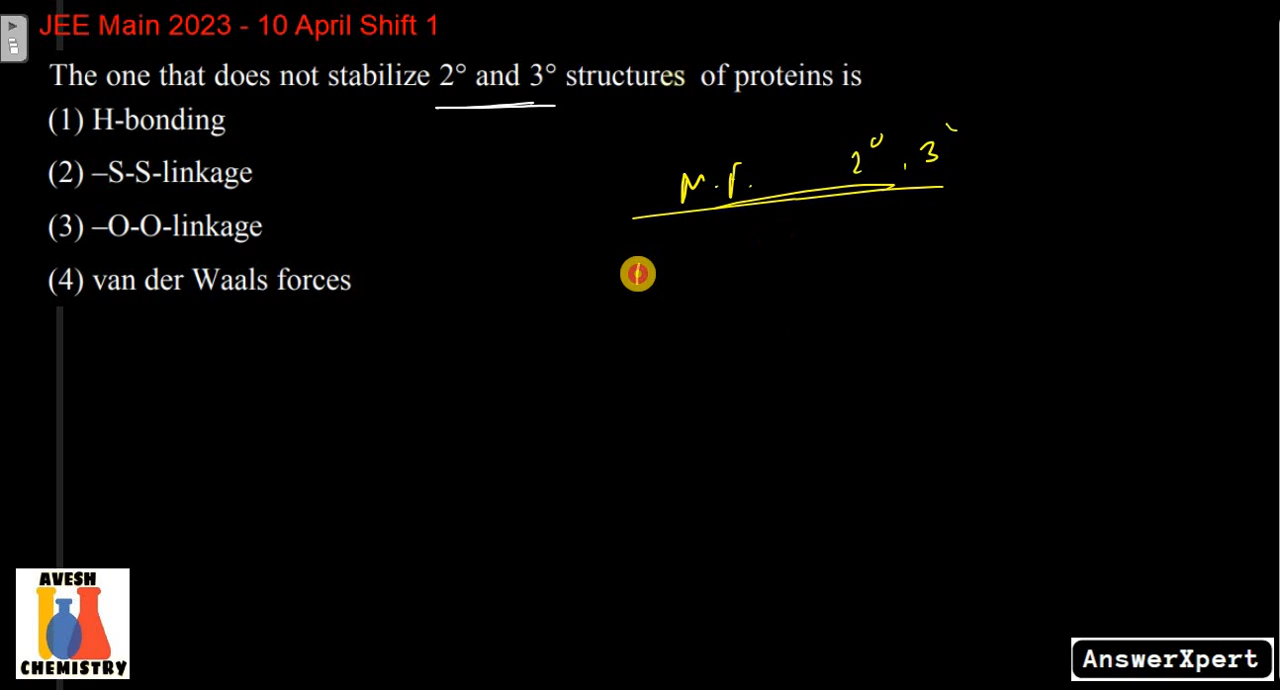 JEE Main 2023 - 10 April Shift 1
The one that does not stabilize 2° and 3° structures of proteins is
(1) H-bonding
(2) –S-S-linkage
(3) –O-O-linkage
(4) van der Waals forces
M.F. 2° , 3°
AVESH
CHEMISTRY
AnswerXpert